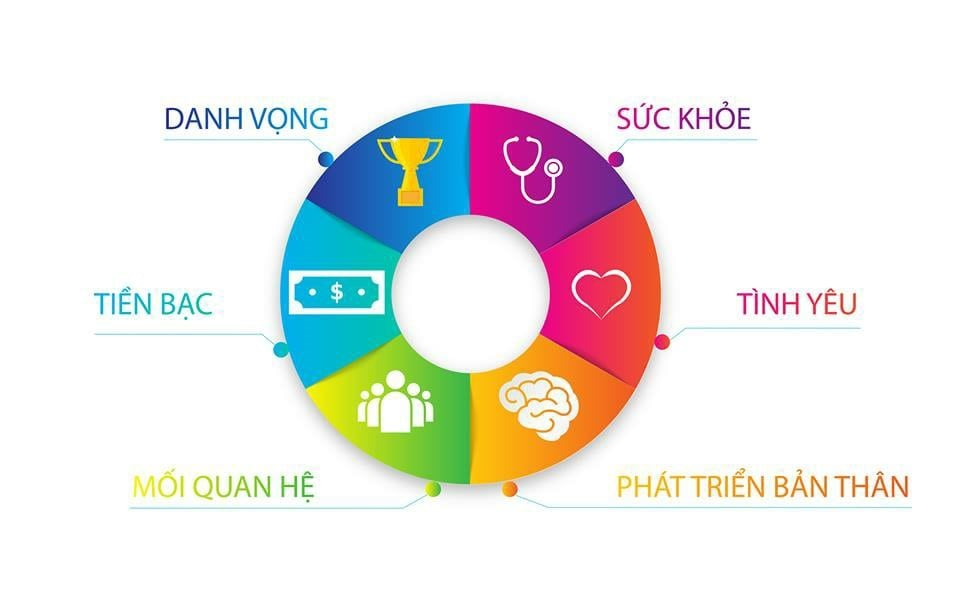 DANH VỌNG
SỨC KHỎE
TIỀN BẠC
$
TÌNH YÊU
MỐI QUAN HỆ
PHÁT TRIỂN BẢN THÂN